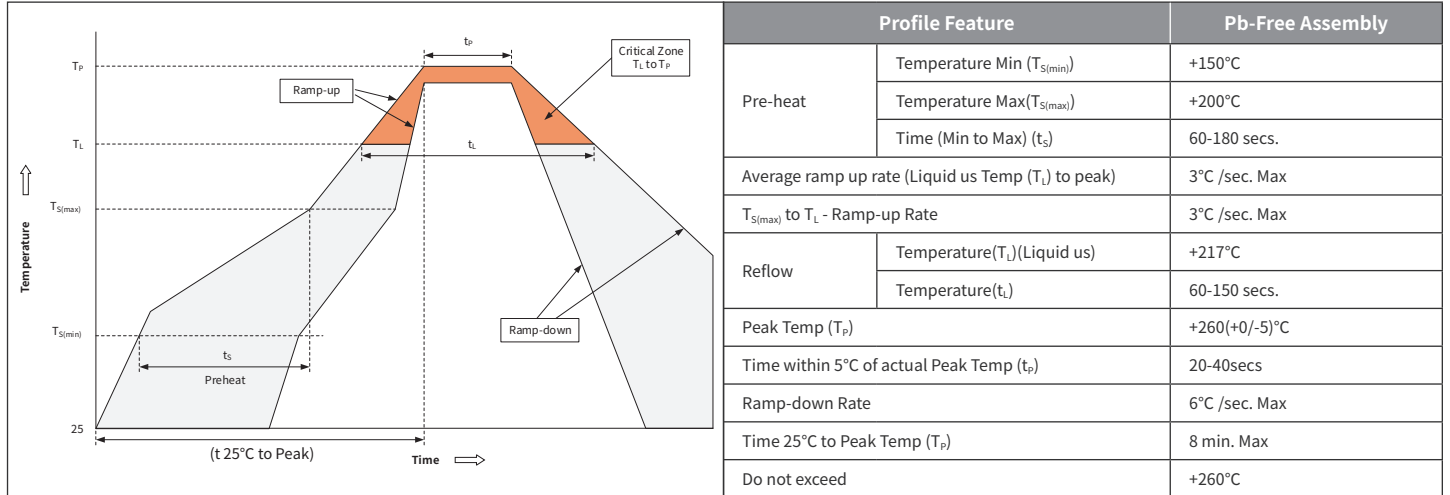 tP
Critical Zone
TL to TP
TP
Ramp-up
TL
tL
TS(max)
Temperature
TS(min)
Ramp-down
tS
Preheat
25
(t 25°C to Peak)
Time
Profile Feature Pb-Free Assembly
Pre-heat
Temperature Min (TS(min)) +150°C
Temperature Max(TS(max)) +200°C
Time (Min to Max) (tS) 60-180 secs.
Average ramp up rate (Liquid us Temp (TL) to peak) 3°C /sec. Max
TS(max) to TL - Ramp-up Rate 3°C /sec. Max
Reflow
Temperature(TL)(Liquid us) +217°C
Temperature(tL) 60-150 secs.
Peak Temp (TP) +260(+0/-5)°C
Time within 5°C of actual Peak Temp (tP) 20-40secs
Ramp-down Rate 6°C /sec. Max
Time 25°C to Peak Temp (TP) 8 min. Max
Do not exceed +260°C